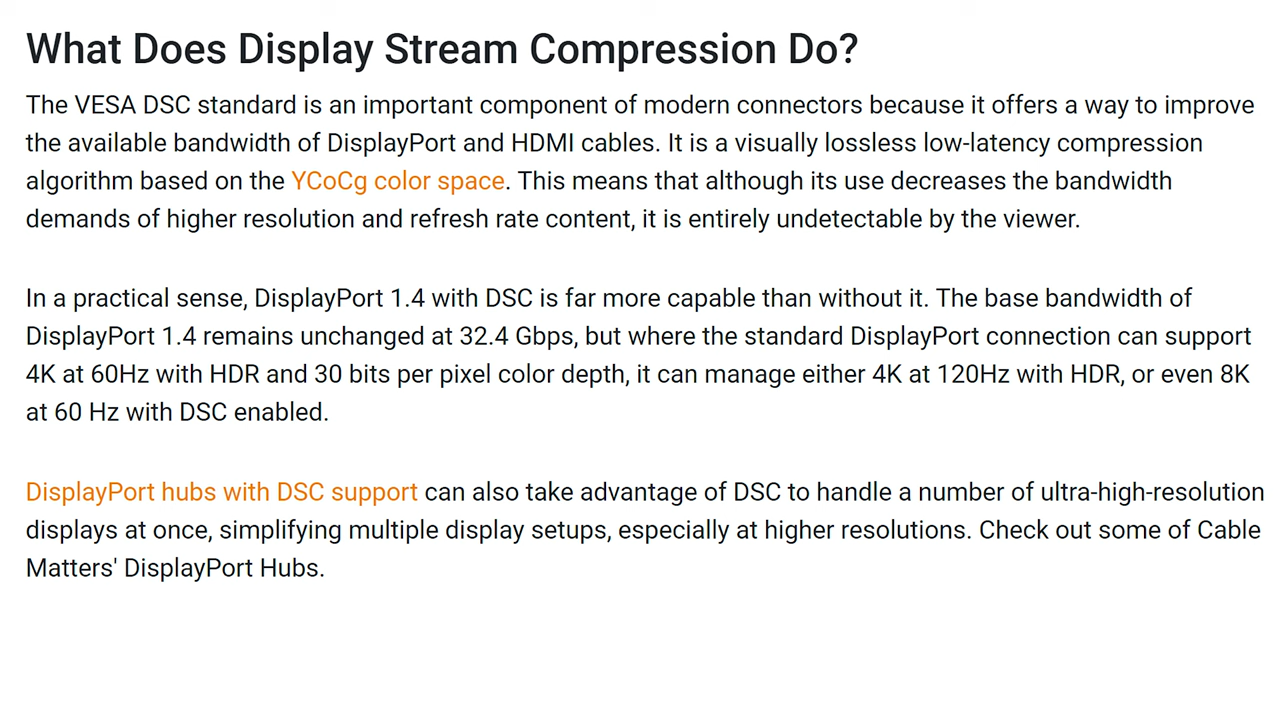 What Does Display Stream Compression Do?
The VESA DSC standard is an important component of modern connectors because it offers a way to improve
the available bandwidth of DisplayPort and HDMI cables. It is a visually lossless low-latency compression
algorithm based on the YCoCg color space. This means that although its use decreases the bandwidth
demands of higher resolution and refresh rate content, it is entirely undetectable by the viewer.
In a practical sense, DisplayPort 1.4 with DSC is far more capable than without it. The base bandwidth of
DisplayPort 1.4 remains unchanged at 32.4 Gbps, but where the standard DisplayPort connection can support
4K at 60Hz with HDR and 30 bits per pixel color depth, it can manage either 4K at 120Hz with HDR, or even 8K
at 60 Hz with DSC enabled.
DisplayPort hubs with DSC support can also take advantage of DSC to handle a number of ultra-high-resolution
displays at once, simplifying multiple display setups, especially at higher resolutions. Check out some of Cable
Matters' DisplayPort Hubs.